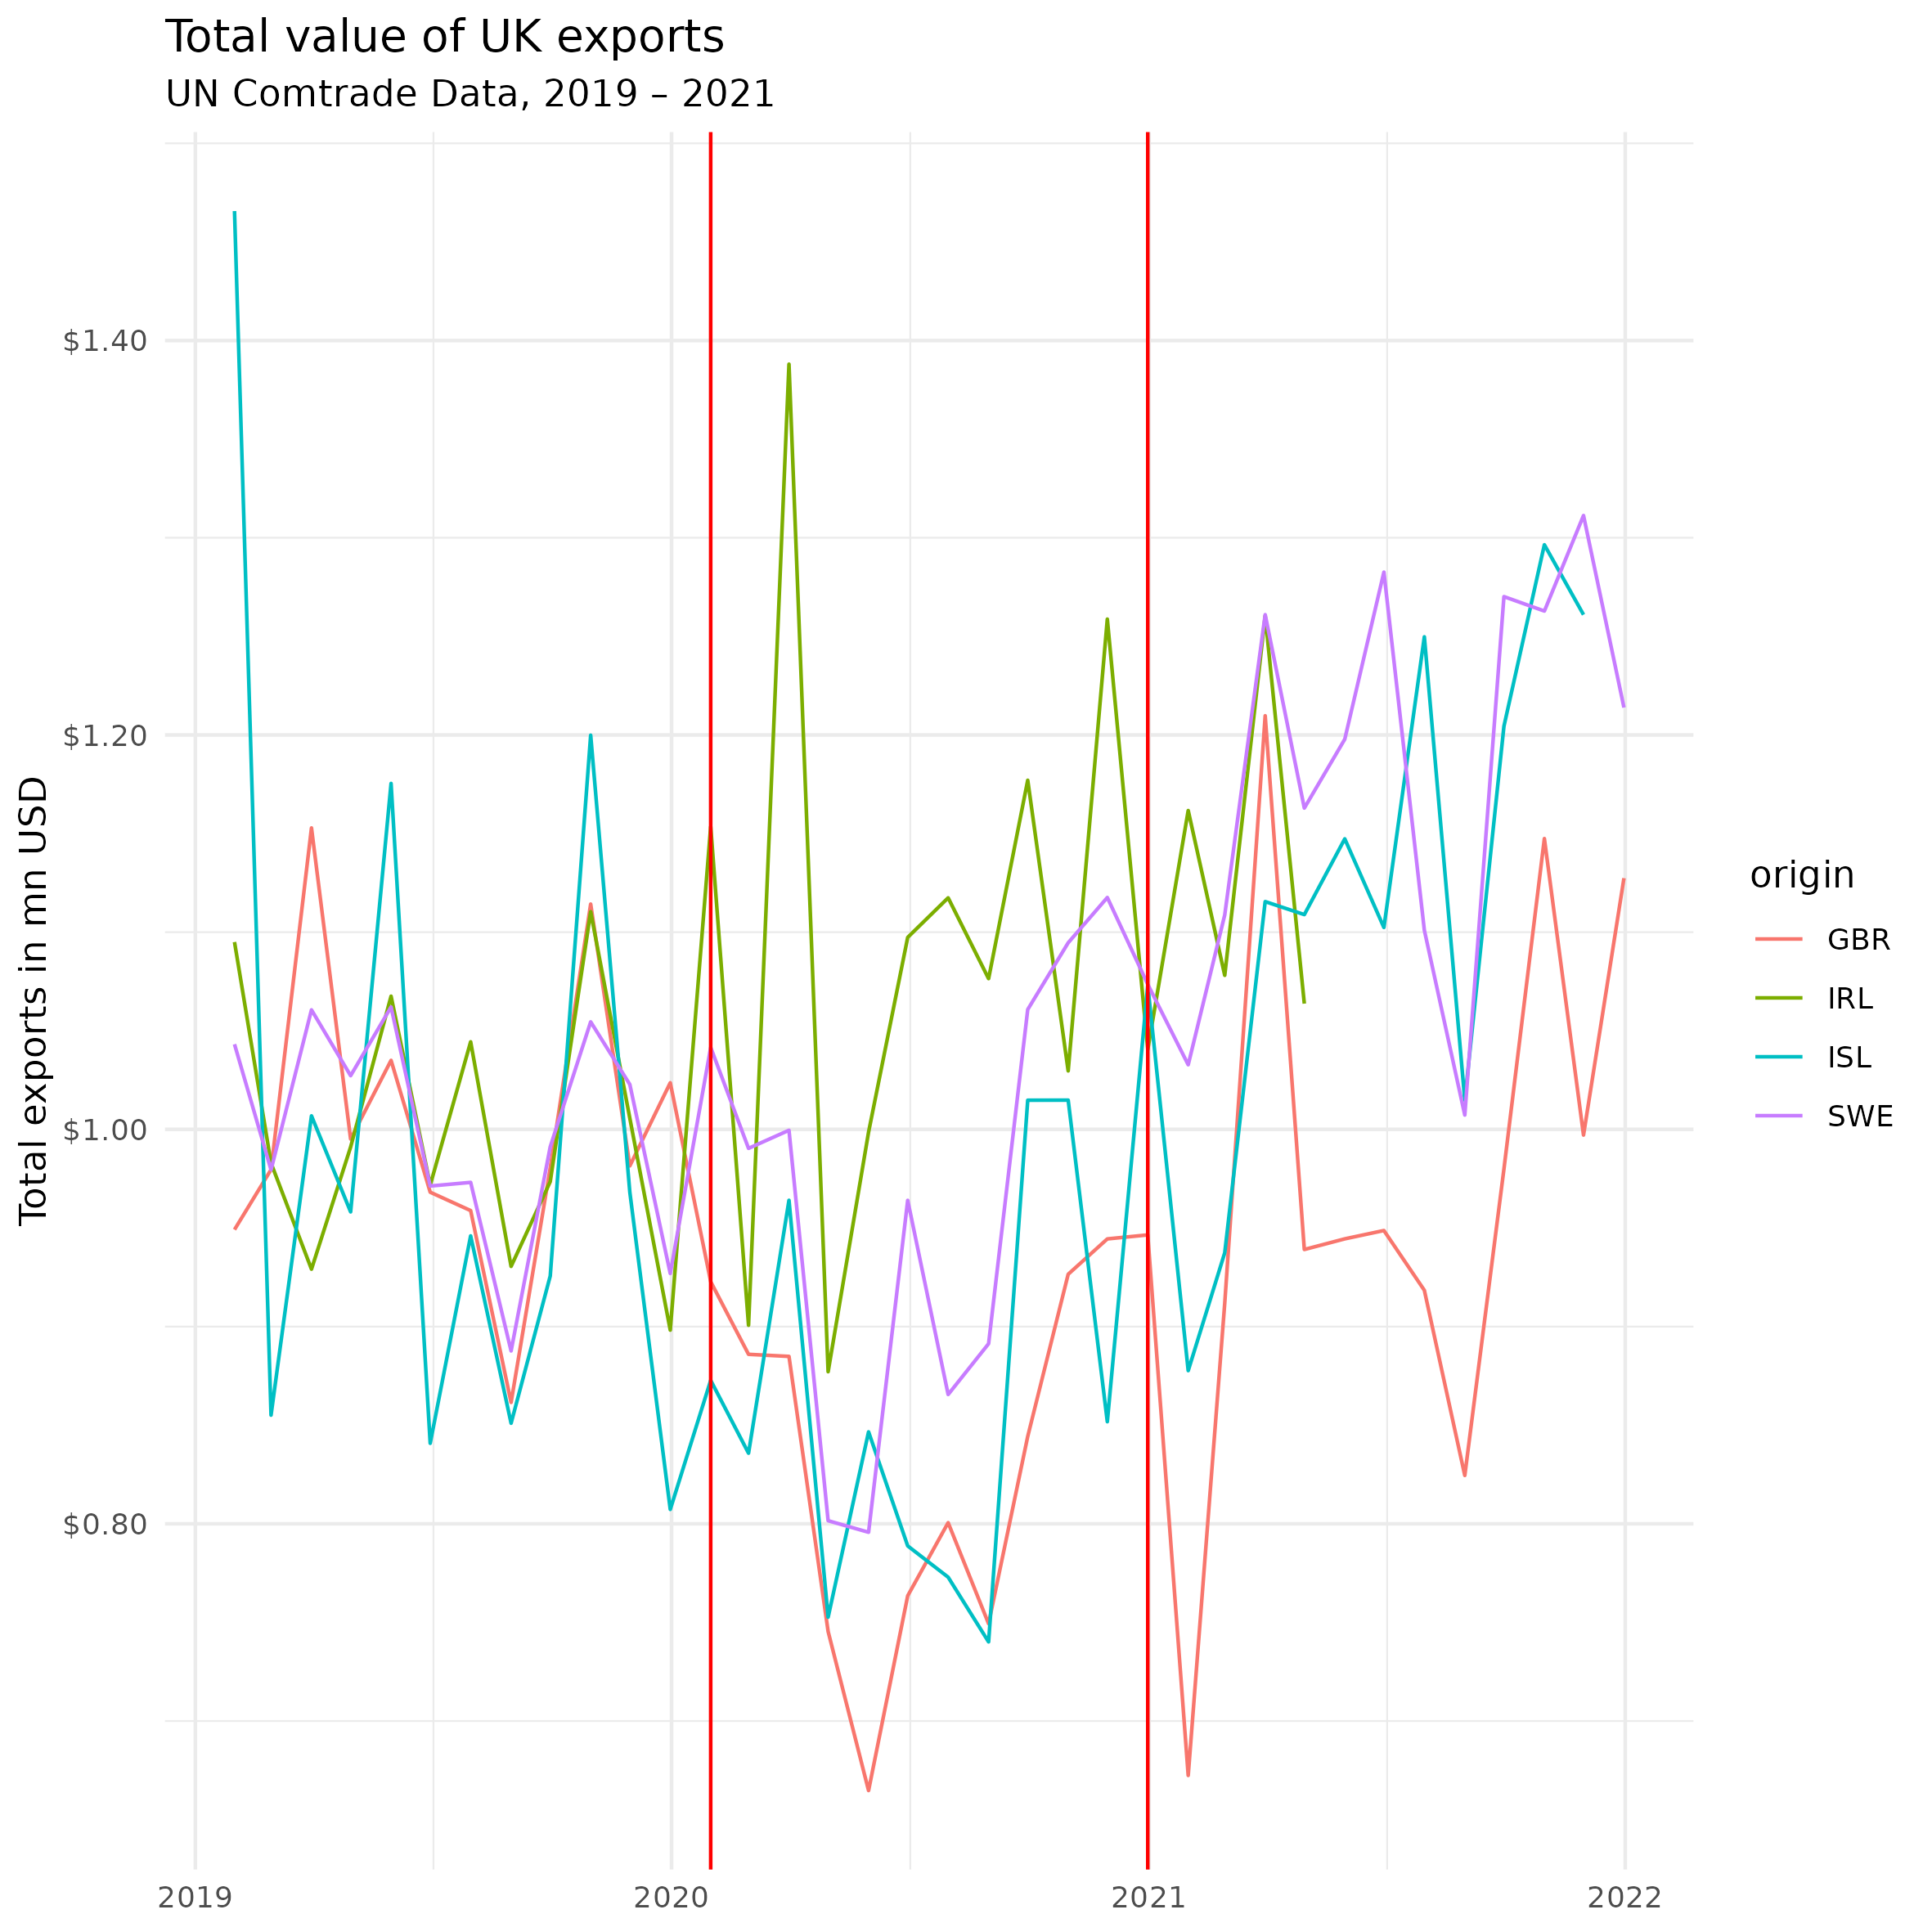 Total value of UK exports
UN Comtrade Data, 2019 – 2021
Total exports in mn USD
$1.40
$1.20
$1.00
$0.80
2019
2020
2021
2022
origin
GBR
IRL
ISL
SWE